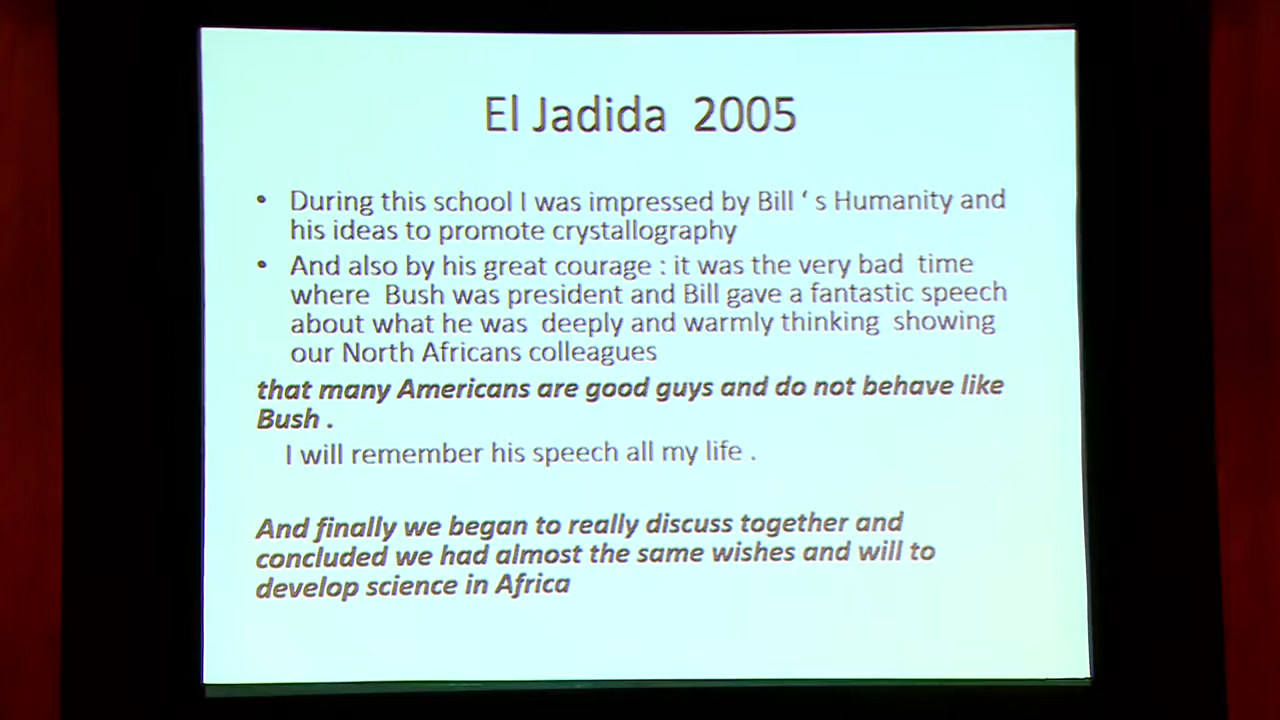 El Jadida 2005
• During this school I was impressed by Bill ' s Humanity and
his ideas to promote crystallography
• And also by his great courage : it was the very bad time
where Bush was president and Bill gave a fantastic speech
about what he was deeply and warmly thinking showing
our North Africans colleagues
that many Americans are good guys and do not behave like
Bush .
I will remember his speech all my life .
And finally we began to really discuss together and
concluded we had almost the same wishes and will to
develop science in Africa